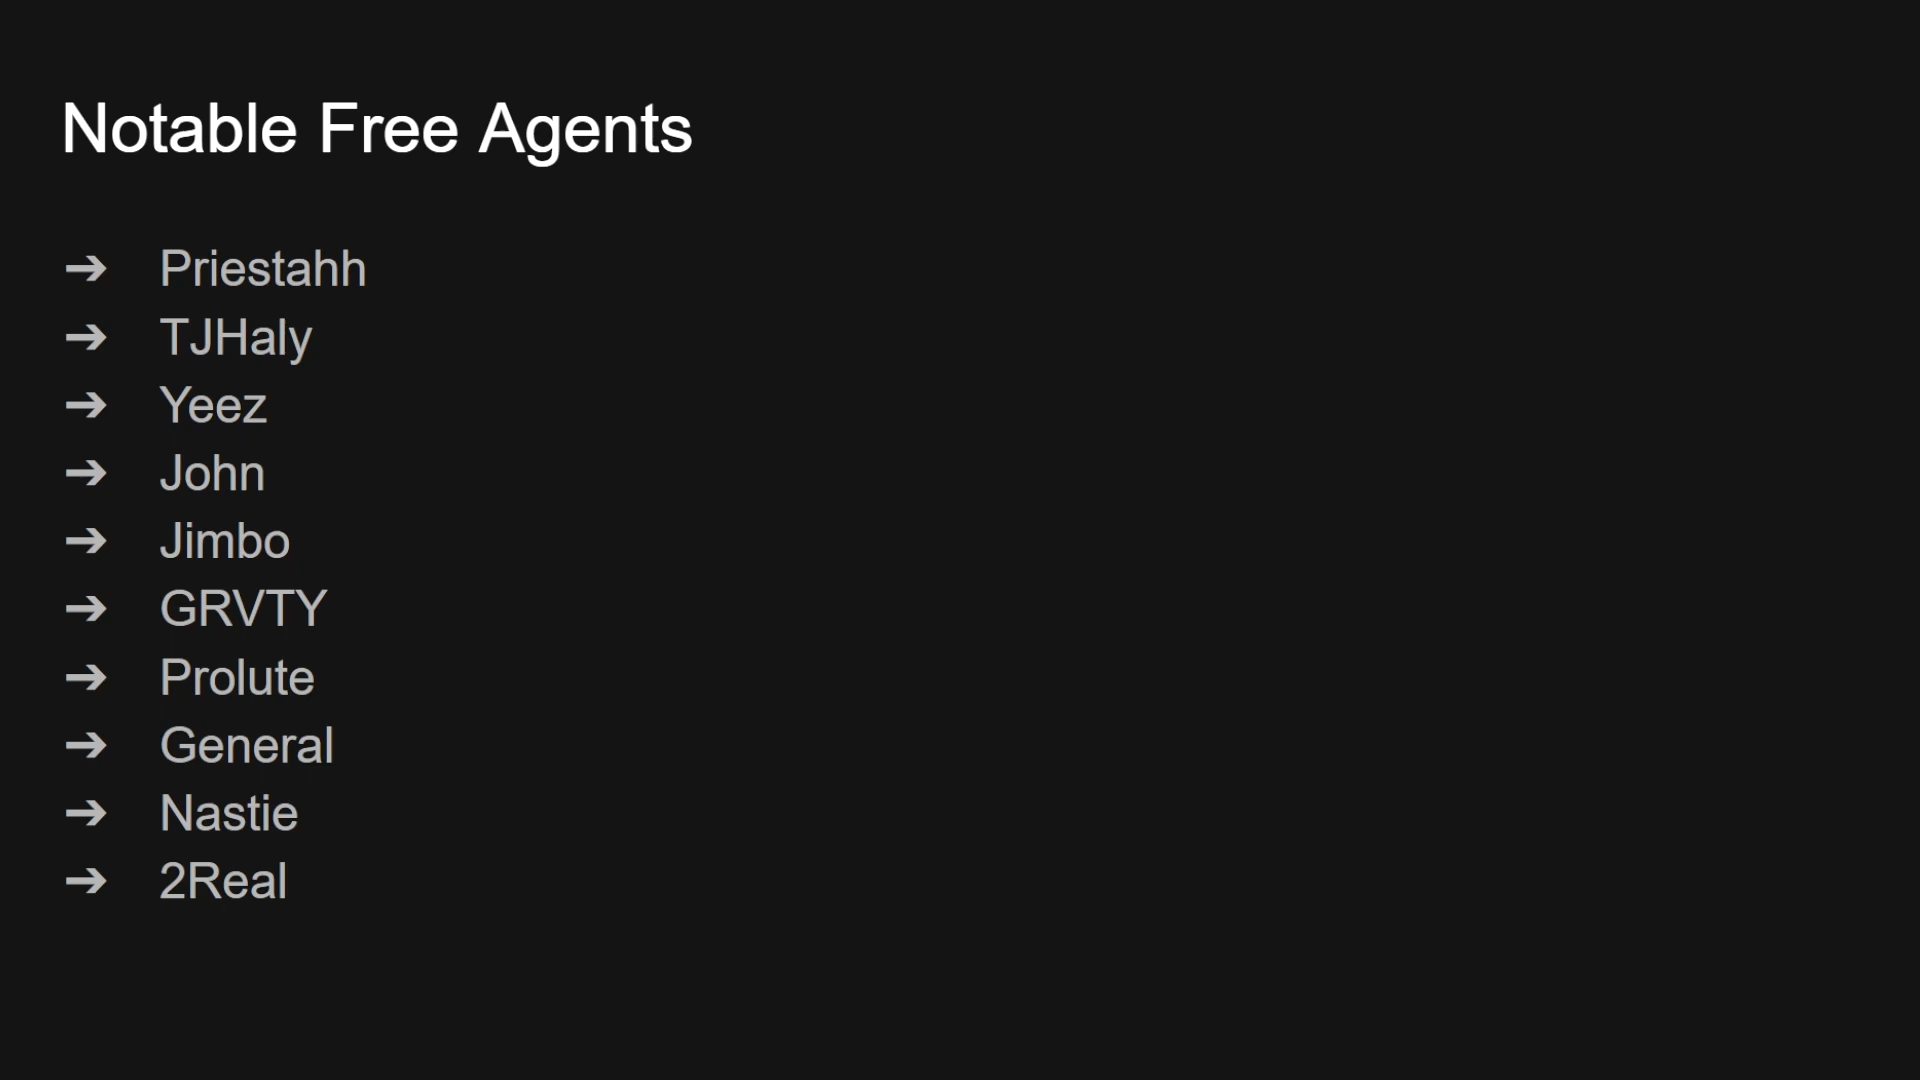 Notable Free Agents
➔ Priestahh
➔ TJHaly
➔ Yeez
➔ John
➔ Jimbo
➔ GRVTY
➔ Prolute
➔ General
➔ Nastie
➔ 2Real